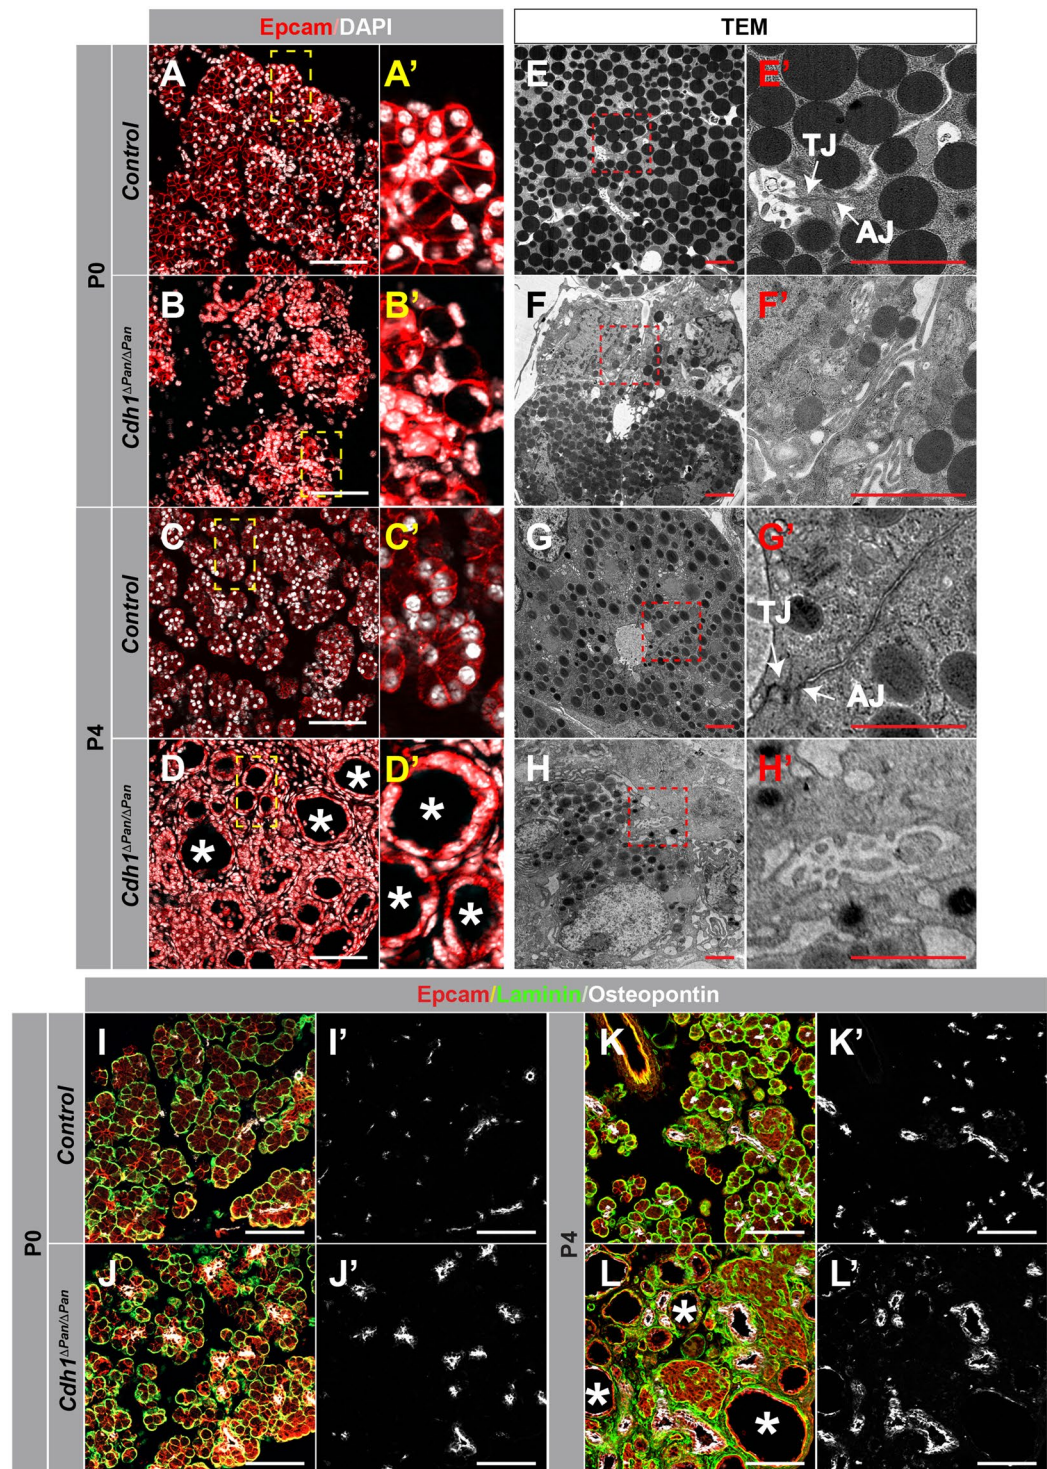 Epcam/DAPI
TEM
P0
Control
A
A’
E
E’
TJ
AJ
Cdh1ΔPan/ΔPan
B
B’
F
F’
P4
Control
C
C’
G
G’
TJ
AJ
Cdh1ΔPan/ΔPan
D
D’
H
H’
*
*
*
*
*
*
Epcam/Laminin/Osteopontin
P0
Control
I
I’
P4
K
K’
Cdh1ΔPan/ΔPan
J
J’
L
L’
*
*
*